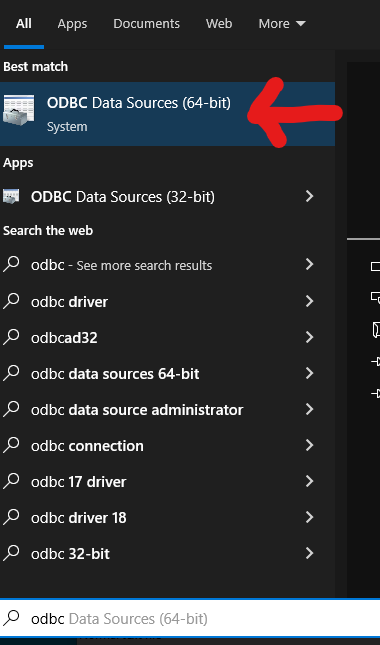 All Apps Documents Web More
Best match
ODBC Data Sources (64-bit)
System
Apps
ODBC Data Sources (32-bit)
Search the web
odbc - See more search results
odbc driver
odbcad32
odbc data sources 64-bit
odbc data source administrator
odbc connection
odbc 17 driver
odbc driver 18
odbc 32-bit
odbc Data Sources (64-bit)